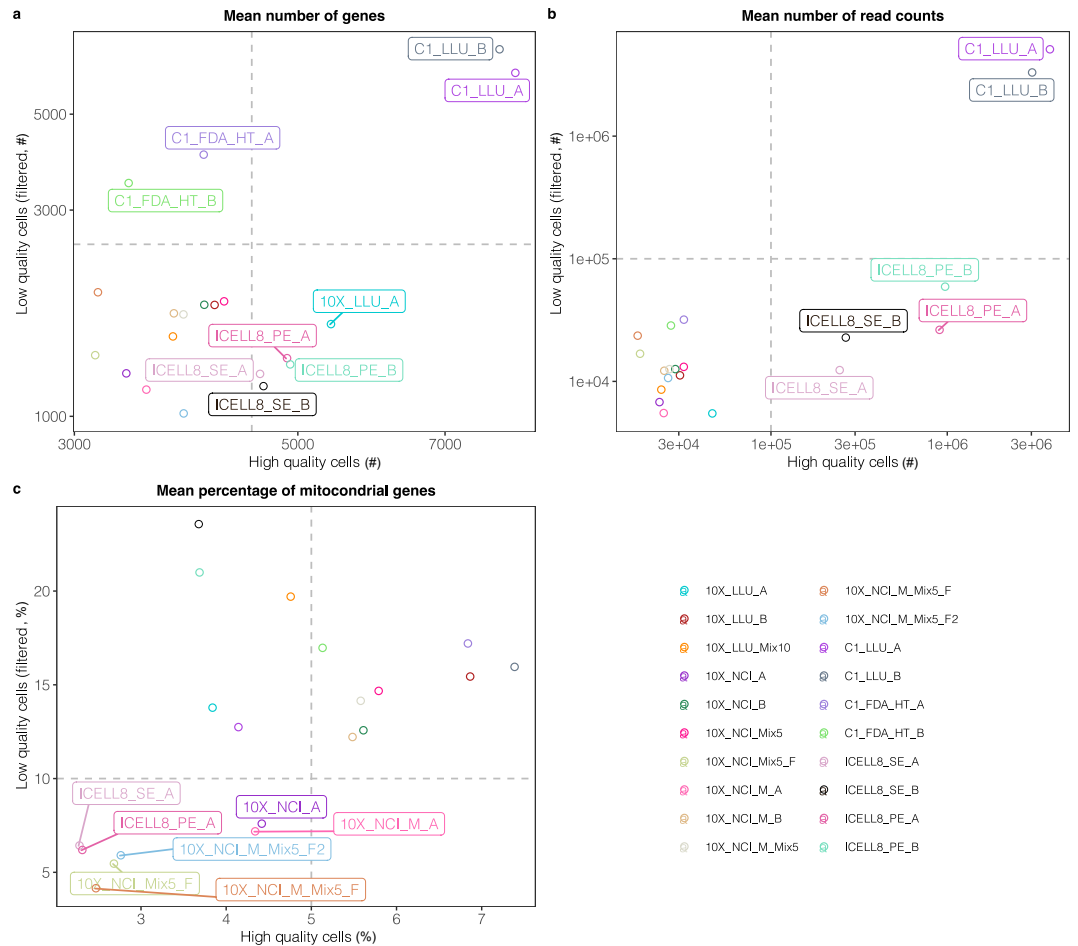 a
Mean number of genes
Low quality cells (filtered, #)
5000
3000
1000
C1_LLU_B
C1_LLU_A
C1_FDA_HT_A
C1_FDA_HT_B
10X_LLU_A
ICELL8_PE_A
ICELL8_SE_A
ICELL8_PE_B
ICELL8_SE_B
3000
5000
7000
High quality cells (#)
b
Mean number of read counts
Low quality cells (filtered, #)
1e+06
1e+05
1e+04
C1_LLU_A
C1_LLU_B
ICELL8_PE_B
ICELL8_PE_A
ICELL8_SE_B
ICELL8_SE_A
3e+04
1e+05
3e+05
1e+06
3e+06
High quality cells (#)
c
Mean percentage of mitocondrial genes
Low quality cells (filtered, %)
20
15
10
5
ICELL8_SE_A
10X_NCI_A
ICELL8_PE_A
10X_NCI_M_A
10X_NCI_M_Mix5_F2
10X_NCI_Mix5_F
10X_NCI_M_Mix5_F
3
4
5
6
7
High quality cells (%)
10X_LLU_A
10X_LLU_B
10X_LLU_Mix10
10X_NCI_A
10X_NCI_B
10X_NCI_Mix5
10X_NCI_Mix5_F
10X_NCI_M_A
10X_NCI_M_B
10X_NCI_M_Mix5
10X_NCI_M_Mix5_F
10X_NCI_M_Mix5_F2
C1_LLU_A
C1_LLU_B
C1_FDA_HT_A
C1_FDA_HT_B
ICELL8_SE_A
ICELL8_SE_B
ICELL8_PE_A
ICELL8_PE_B